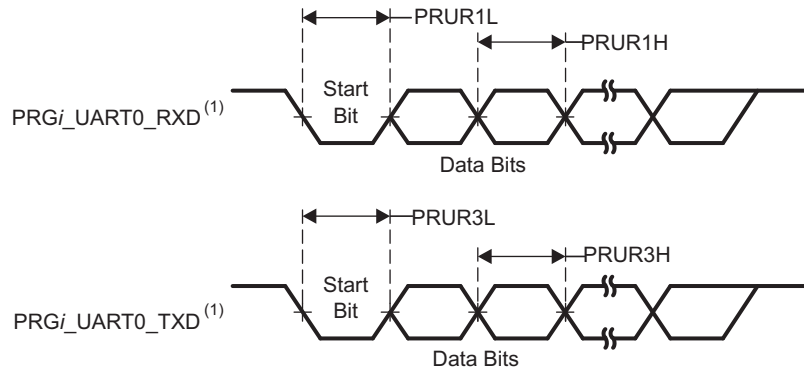 PRUR1L
PRUR1H
Start
Bit
PRGi_UART0_RXD(1)
Data Bits
PRUR3L
PRUR3H
Start
Bit
PRGi_UART0_TXD(1)
Data Bits